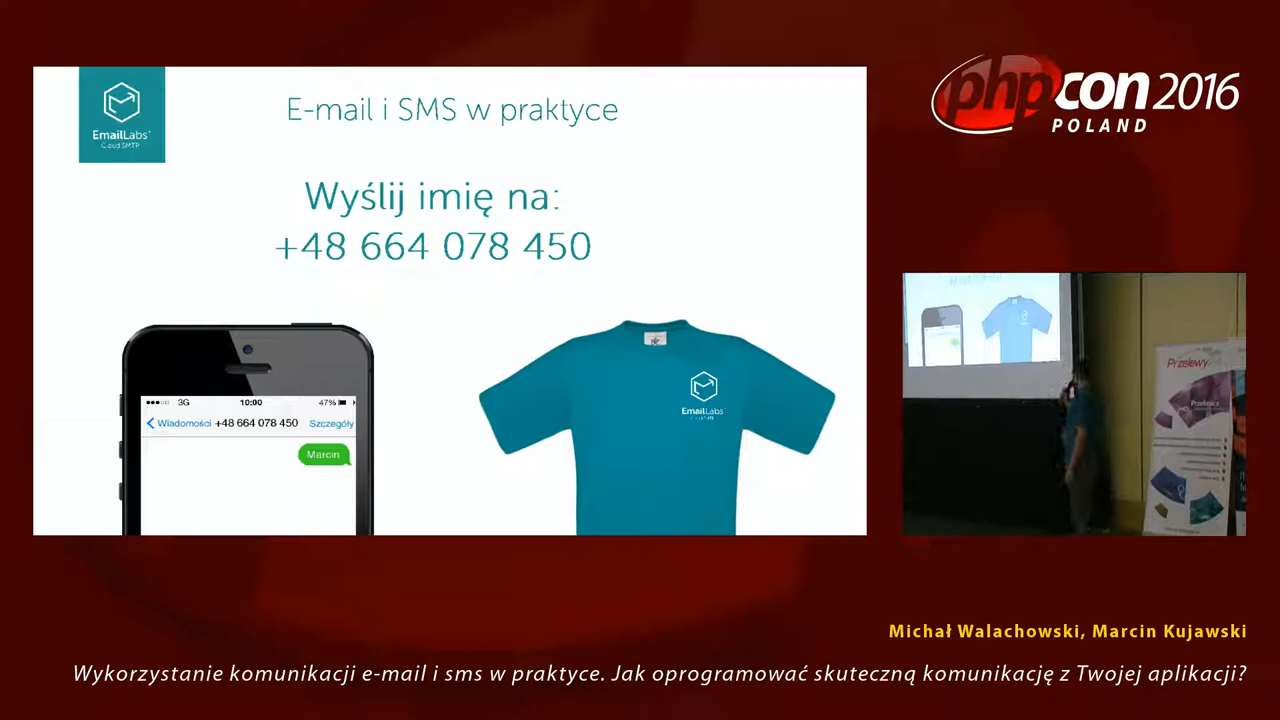 EmailLabs
Cloud SMTP
E-mail i SMS w praktyce
Wyślij imię na:
+48 664 078 450
3G
10:00
47%
Wiadomości
+48 664 078 450
Szczegóły
Marcin
EmailLabs
phpcon 2016
POLAND
Przelewy
Michał Walachowski, Marcin Kujawski
Wykorzystanie komunikacji e-mail i sms w praktyce. Jak oprogramować skuteczną komunikację z Twojej aplikacji?